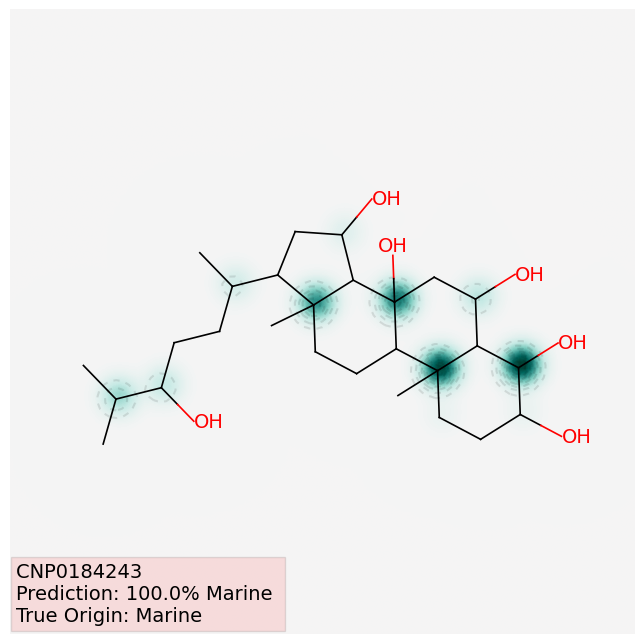 OH
OH
OH
OH
OH
OH
CNP0184243
Prediction: 100.0% Marine
True Origin: Marine